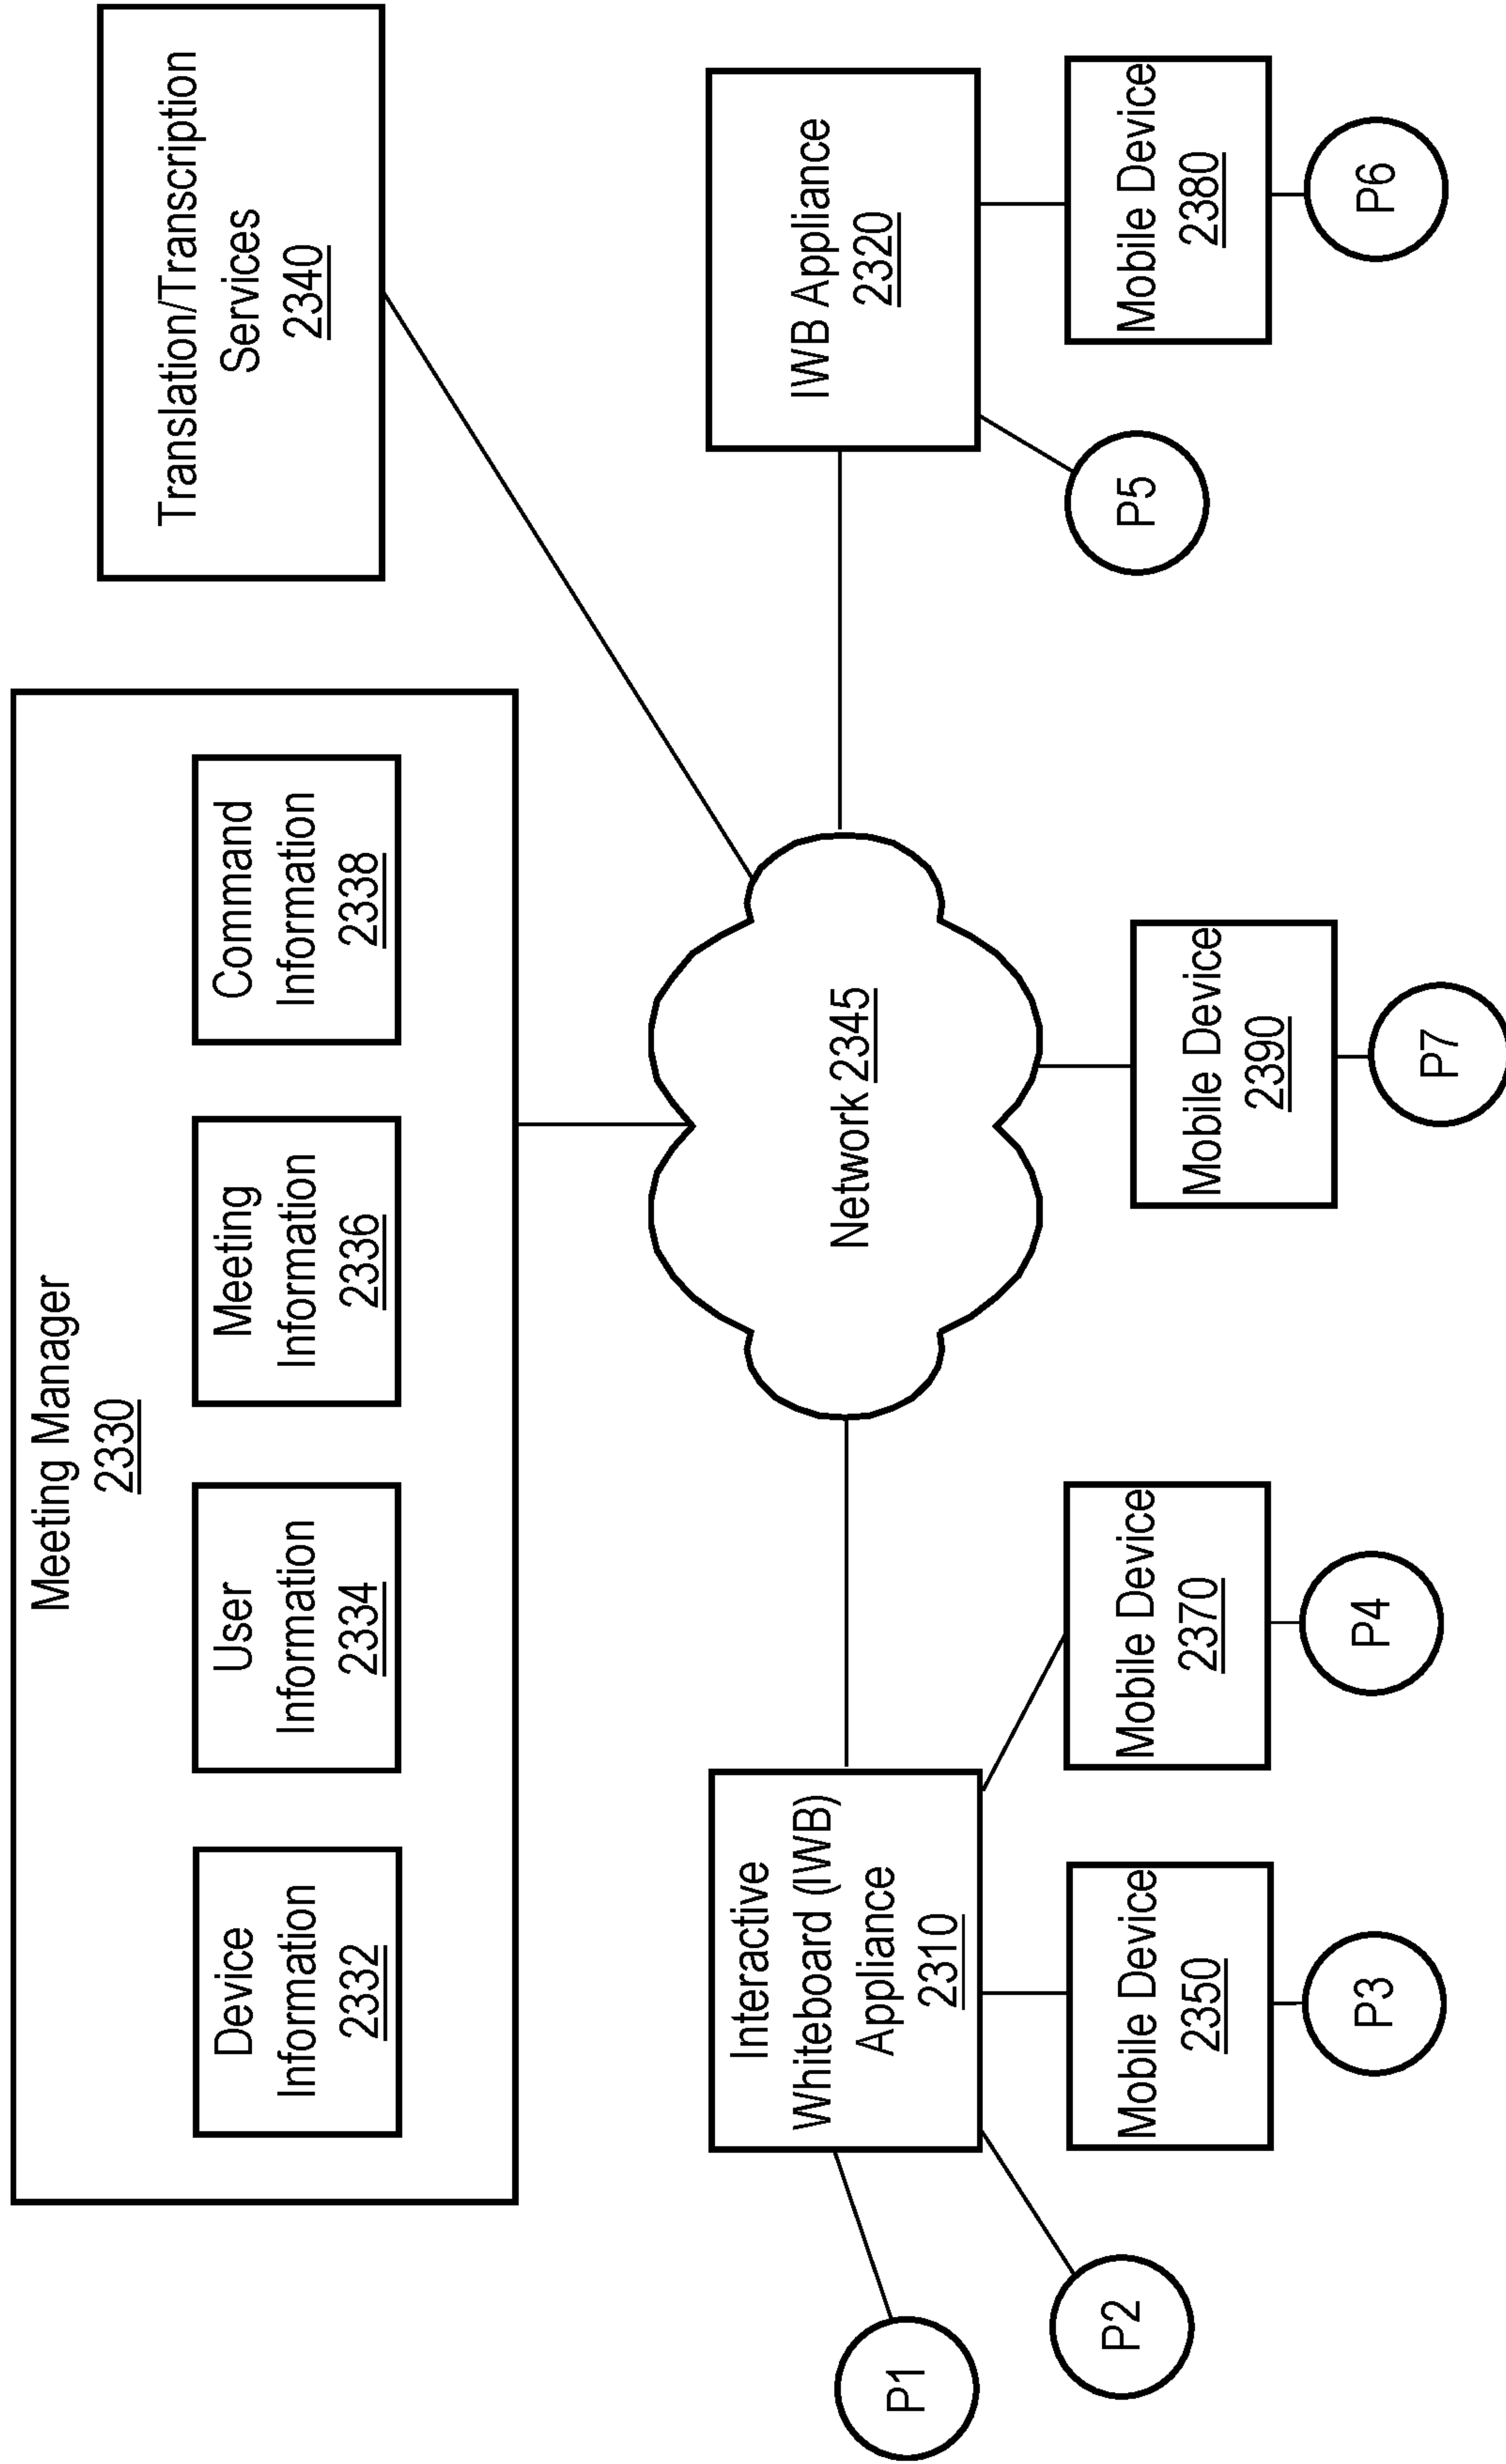 Meeting Manager
2330
Device
Information
2332
User
Information
2334
Meeting
Information
2336
Command
Information
2338
Translation/Transcription
Services
2340
Network 2345
Interactive
Whiteboard (IWB)
Appliance
2310
IWB Appliance
2320
P1
P2
Mobile Device
2350
P3
Mobile Device
2370
P4
Mobile Device
2390
P7
P5
Mobile Device
2380
P6